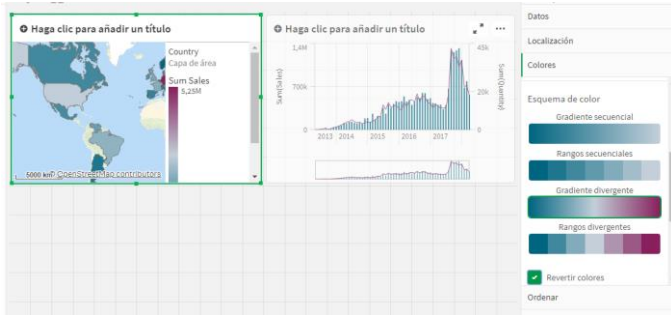 Haga clic para añadir un título
Country
Capa de área
Sum Sales
5,25M
5000 km
© OpenStreetMap contributors
Haga clic para añadir un título
1,4M
700k
0
Sum(Sales)
45k
20k
0
Sum(Quantity)
2013 2014 2015 2016 2017
Datos
Localización
Colores
Esquema de color
Gradiente secuencial
Rangos secuenciales
Gradiente divergente
Rangos divergentes
Revertir colores
Ordenar